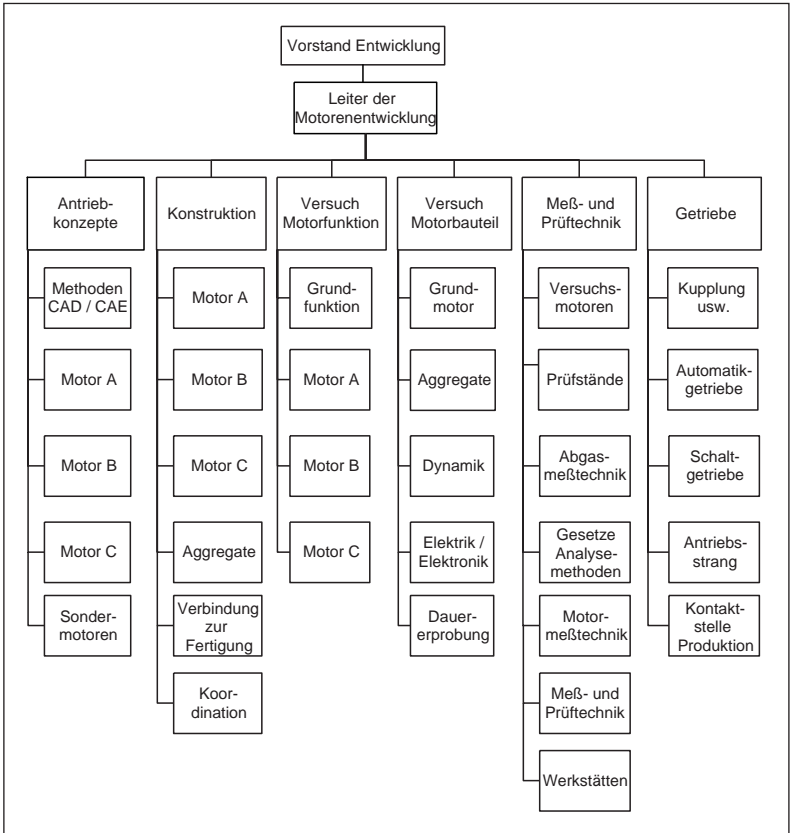 Vorstand Entwicklung
Leiter der
Motorenentwicklung
Antrieb-
konzepte
Methoden
CAD / CAE
Motor A
Motor B
Motor C
Sonder-
motoren
Konstruktion
Motor A
Motor B
Motor C
Aggregate
Verbindung
zur
Fertigung
Koor-
dination
Versuch
Motorfunktion
Grund-
funktion
Motor A
Motor B
Motor C
Versuch
Motorbauteil
Grund-
motor
Aggregate
Dynamik
Elektrik /
Elektronik
Dauer-
erprobung
Meß- und
Prüftechnik
Versuchs-
motoren
Prüfstände
Abgas-
meßtechnik
Gesetze
Analyse-
methoden
Motor-
meßtechnik
Meß- und
Prüftechnik
Werkstätten
Getriebe
Kupplung
usw.
Automatik-
getriebe
Schalt-
getriebe
Antriebs-
strang
Kontakt-
stelle
Produktion